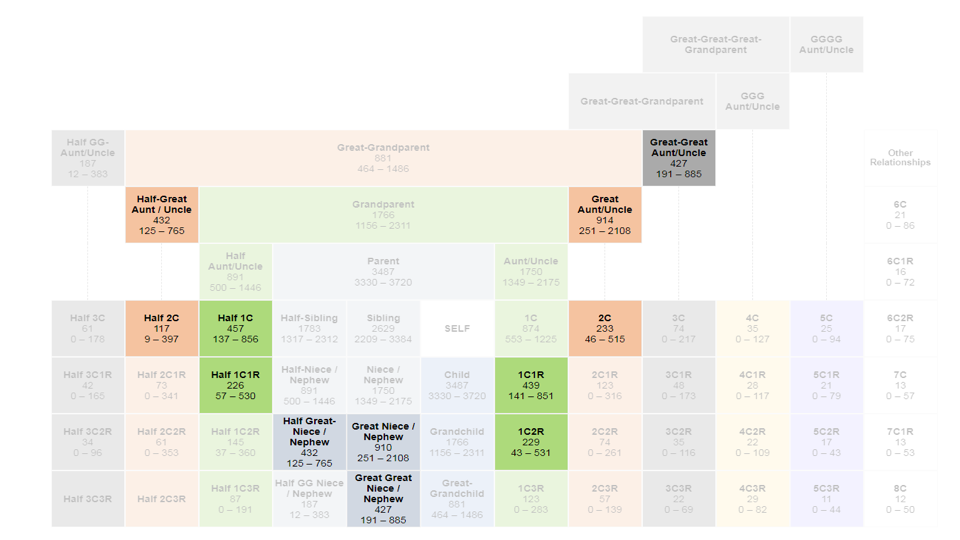 Great-Great-Great-
Grandparent
GGGG
Aunt/Uncle
Great-Great-Grandparent
GGG
Aunt/Uncle
Half GG-
Aunt/Uncle
187
12 – 383
Great-Grandparent
881
464 – 1486
Great-Great
Aunt/Uncle
427
191 – 885
Other
Relationships
Half-Great
Aunt / Uncle
432
125 – 765
Grandparent
1766
1156 – 2311
Great
Aunt/Uncle
914
251 – 2108
6C
21
0 – 86
Half
Aunt/Uncle
891
500 – 1446
Parent
3487
3330 – 3720
Aunt/Uncle
1750
1349 – 2175
6C1R
16
0 – 72
Half 3C
61
0 – 178
Half 2C
117
9 – 397
Half 1C
457
137 – 856
Half-Sibling
1783
1317 – 2312
Sibling
2629
2209 – 3384
SELF
1C
874
553 – 1225
2C
233
46 – 515
3C
74
0 – 217
4C
35
0 – 127
5C
25
0 – 94
6C2R
17
0 – 75
Half 3C1R
42
0 – 165
Half 2C1R
73
0 – 341
Half 1C1R
226
57 – 530
Half-Niece /
Nephew
891
500 – 1446
Niece /
Nephew
1750
1349 – 2175
Child
3487
3330 – 3720
1C1R
439
141 – 851
2C1R
123
0 – 316
3C1R
48
0 – 173
4C1R
28
0 – 117
5C1R
21
0 – 79
7C
13
0 – 57
Half 3C2R
34
0 – 96
Half 2C2R
61
0 – 353
Half 1C2R
145
37 – 360
Half Great-
Niece /
Nephew
432
125 – 765
Great Niece /
Nephew
910
251 – 2108
Grandchild
1766
1156 – 2311
1C2R
229
43 – 531
2C2R
74
0 – 261
3C2R
35
0 – 116
4C2R
22
0 – 109
5C2R
17
0 – 43
7C1R
13
0 – 53
Half 3C3R
Half 2C3R
Half 1C3R
87
0 – 191
Half GG Niece
/ Nephew
187
12 – 383
Great Great
Niece /
Nephew
427
191 – 885
Great-
Grandchild
881
464 – 1486
1C3R
123
0 – 283
2C3R
57
0 – 139
3C3R
22
0 – 69
4C3R
29
0 – 82
5C3R
11
0 – 44
8C
12
0 – 50